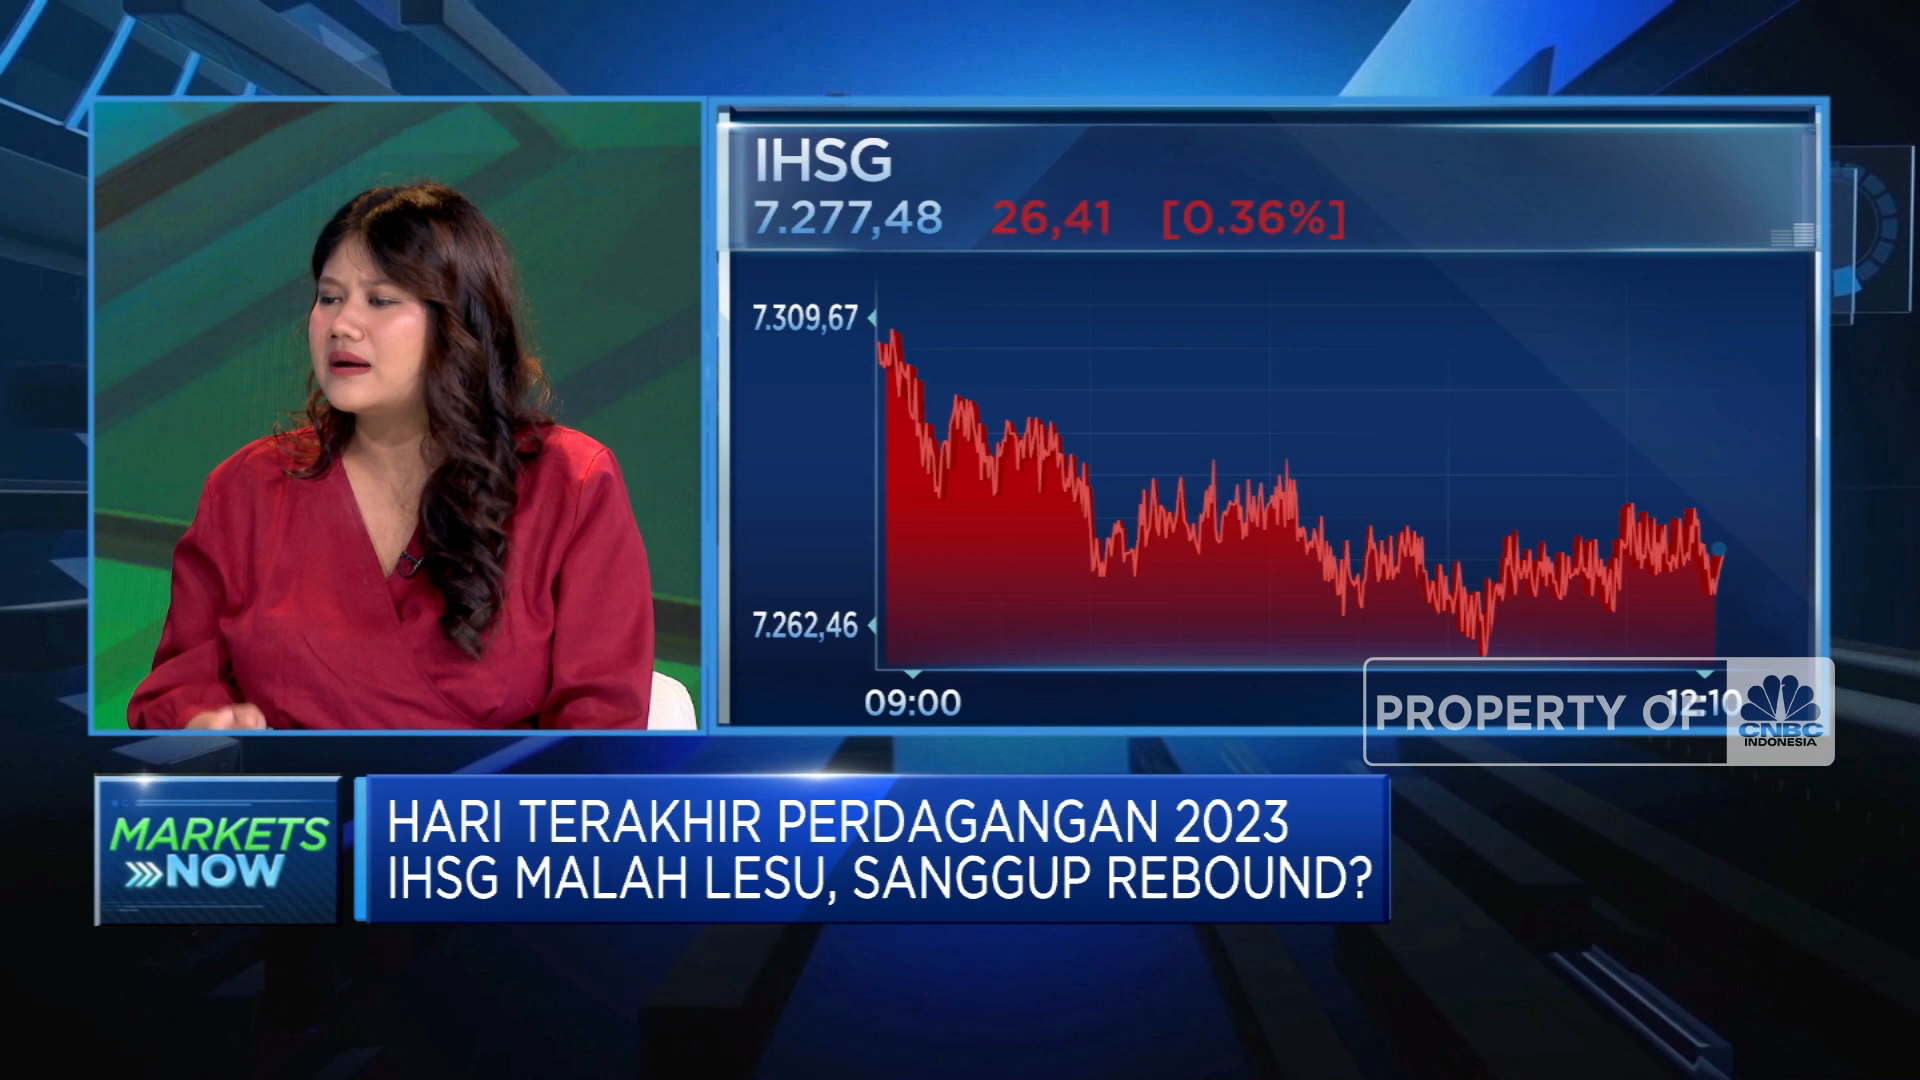 IHSG
7.277,48 26,41 [0.36%]
7.309,67
7.262,46
09:00 12:10
PROPERTY OF CNBC INDONESIA
MARKETS NOW
HARI TERAKHIR PERDAGANGAN 2023
IHSG MALAH LESU, SANGGUP REBOUND?